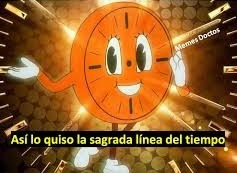 Memes Doctos
Así lo quiso la sagrada línea del tiempo